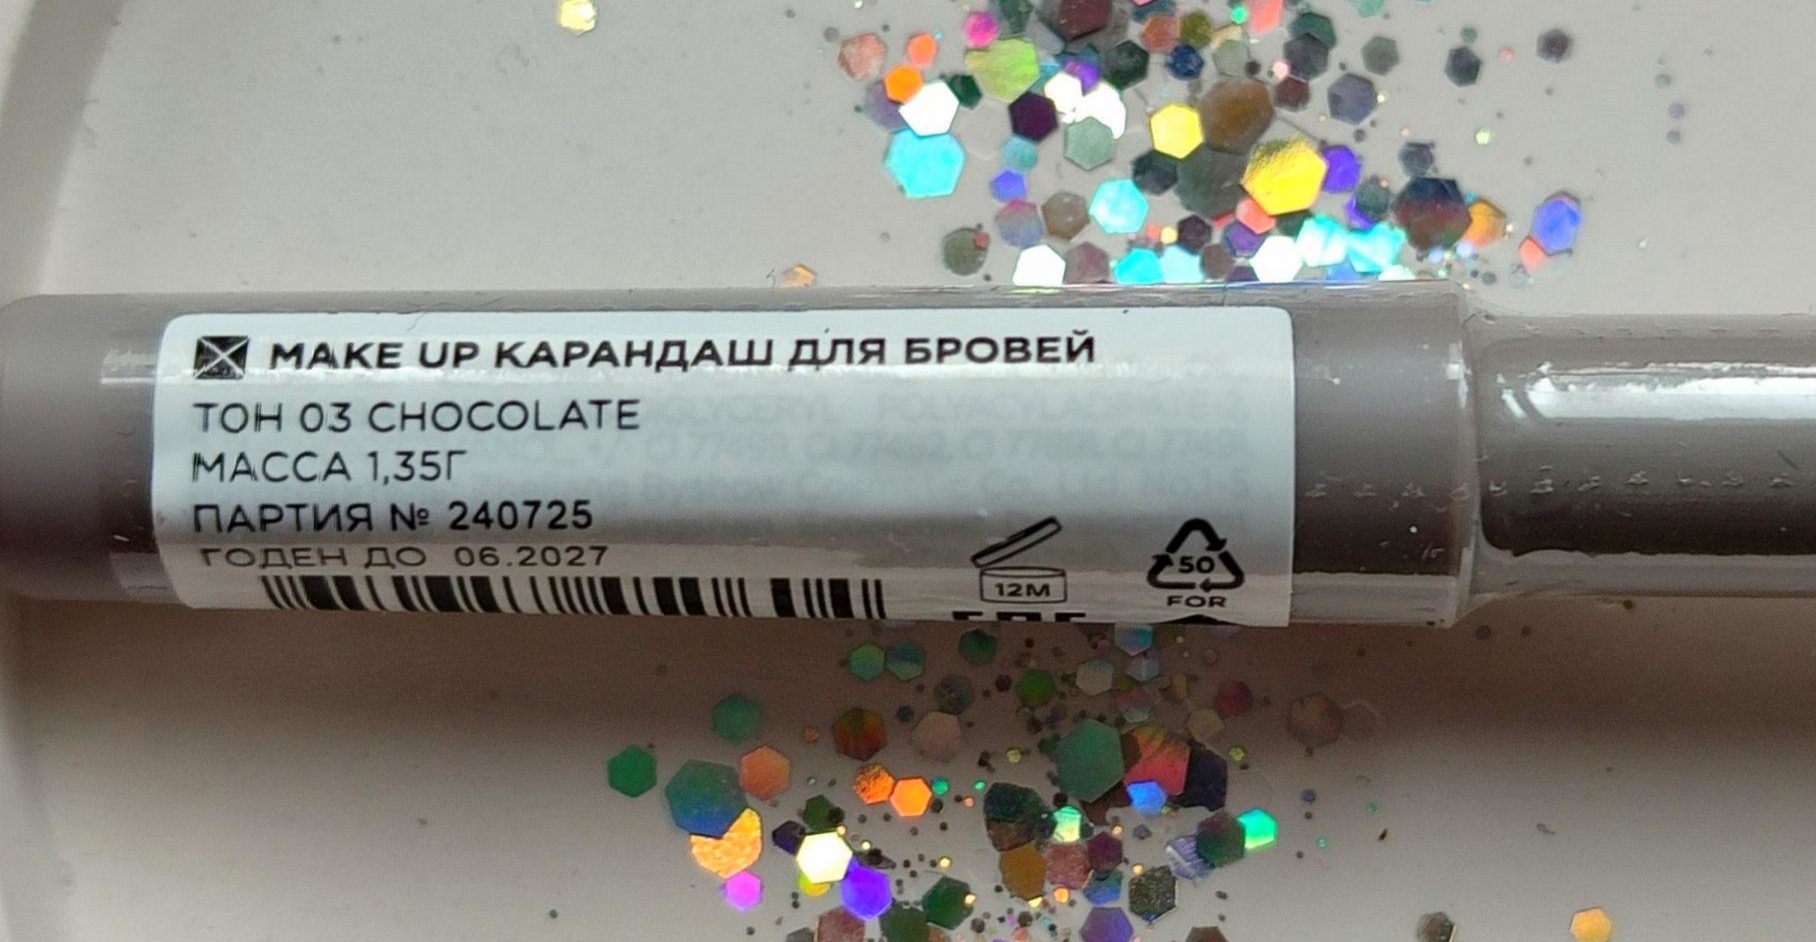 MAKE UP КАРАНДАШ ДЛЯ БРОВЕЙ
ТОН 03 CHOCOLATE
МАССА 1,35Г
ПАРТИЯ № 240725
ГОДЕН ДО 06.2027
12M
50
FOR